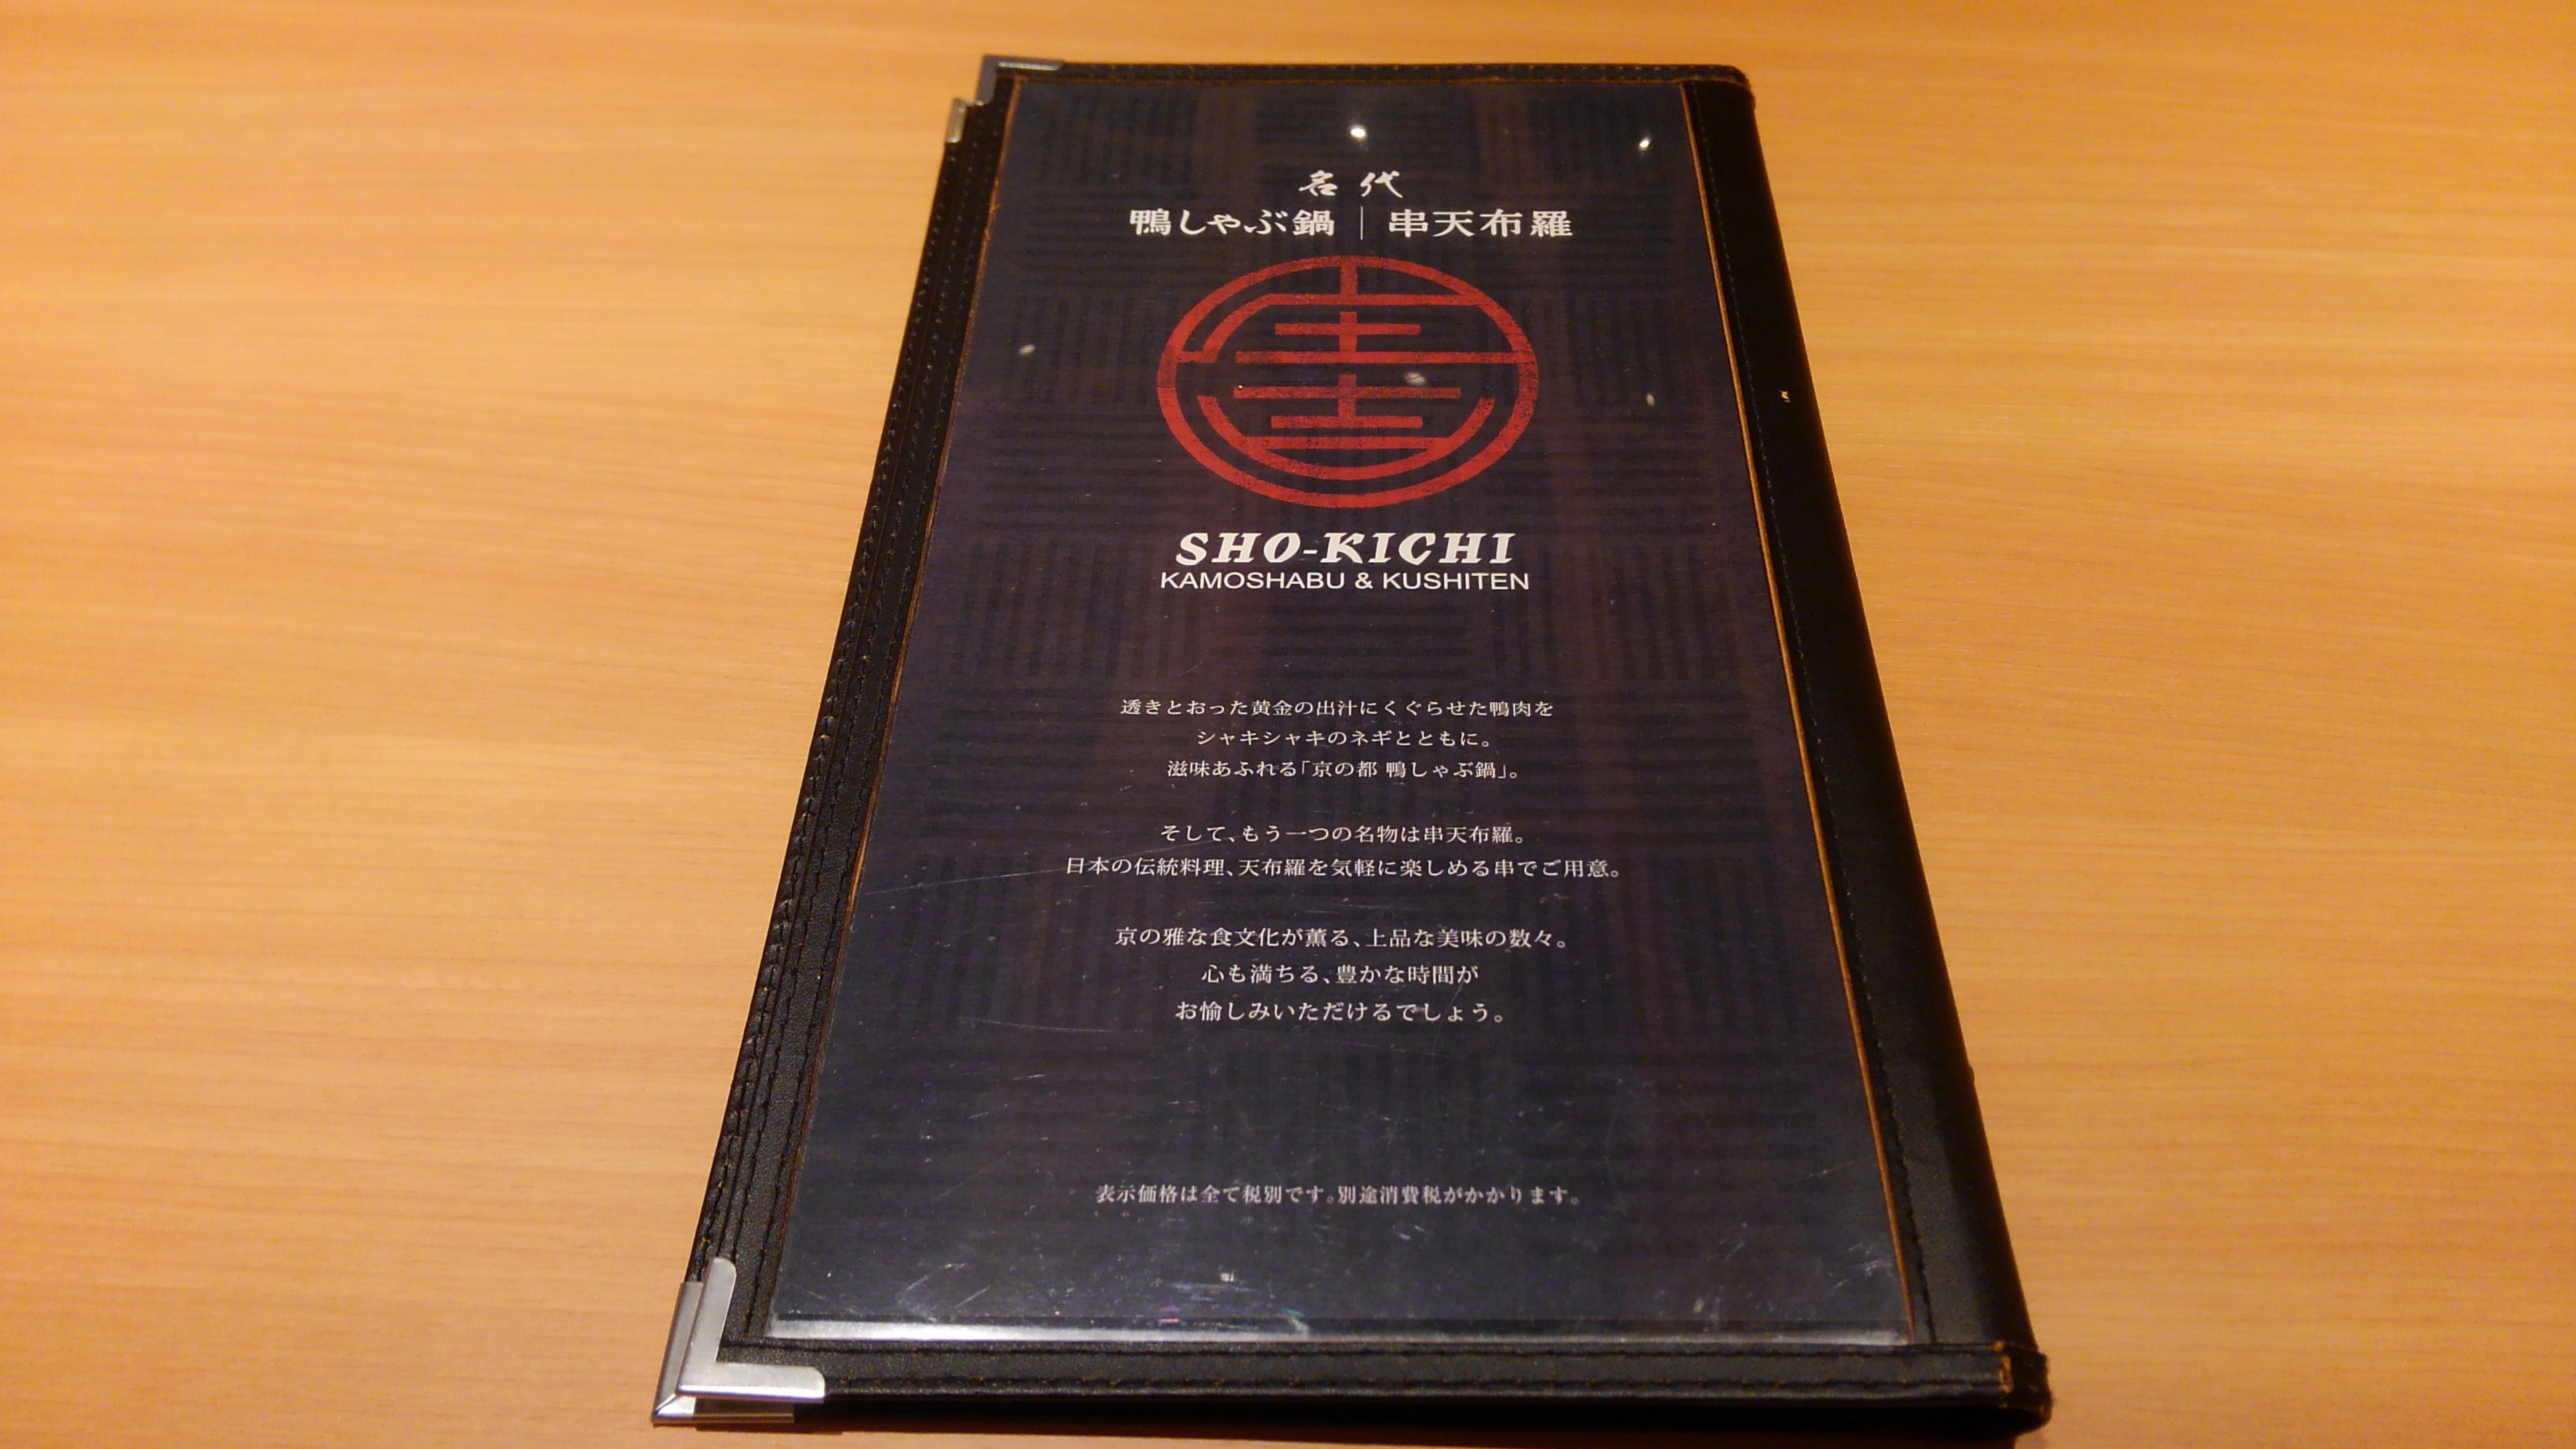 名代
鴨しゃぶ鍋｜串天布羅
SHO-KICHI
KAMOSHABU & KUSHITEN
透きとおった黄金の出汁にくぐらせた鴨肉を
シャキシャキのネギとともに。
滋味あふれる「京の都 鴨しゃぶ鍋」。
そして、もう一つの名物は串天布羅。
日本の伝統料理、天布羅を気軽に楽しめる串でご用意。
京の雅な食文化が薫る、上品な美味の数々。
心も満ちる、豊かな時間が
お愉しみいただけるでしょう。
表示価格は全て税別です。別途消費税がかかります。